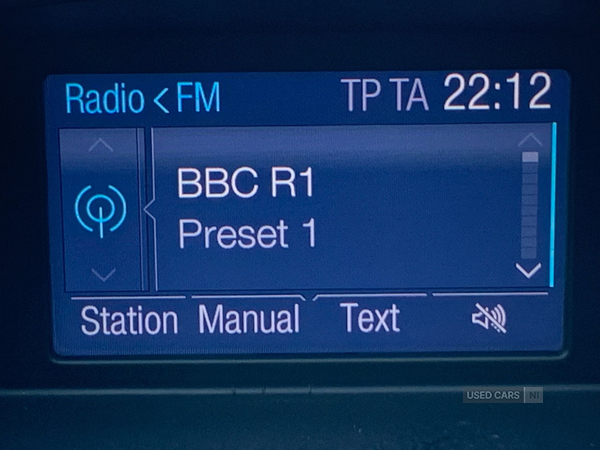 Radio < FM TP TA 22:12
BBC R1
Preset 1
Station Manual Text
USED CARS NI